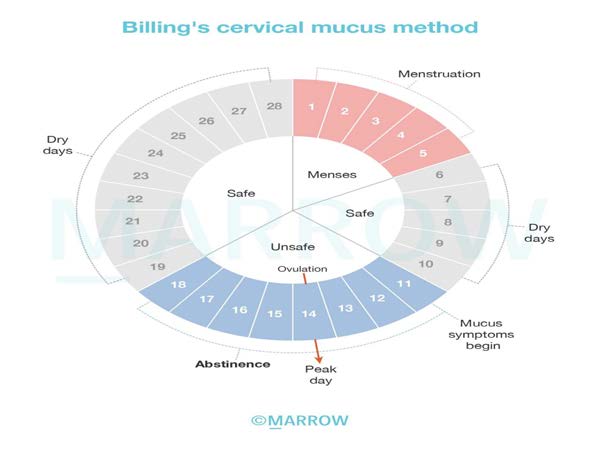 Billing's cervical mucus method
Menstruation
1
2
3
4
5
6
7
8
9
10
11
12
13
14
15
16
17
18
19
20
21
22
23
24
25
26
27
28
Dry
days
Safe
Menses
Safe
Unsafe
Ovulation
Dry
days
Mucus
symptoms
begin
Abstinence
Peak
day
MARROW
©MARROW